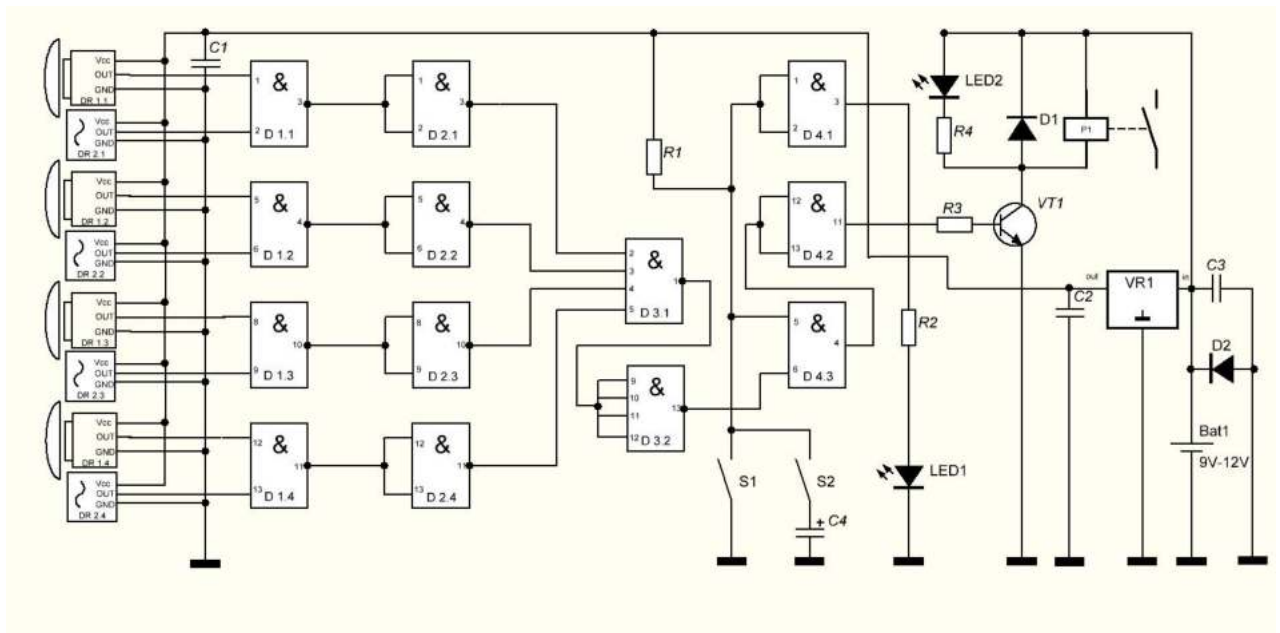 C1
Vcc
OUT
GND
DR 1.1
Vcc
OUT
GND
DR 2.1
1
2
&
3
D 1.1
1
2
&
3
D 2.1
Vcc
OUT
GND
DR 1.2
Vcc
OUT
GND
DR 2.2
5
6
&
4
D 1.2
5
6
&
4
D 2.2
Vcc
OUT
GND
DR 1.3
Vcc
OUT
GND
DR 2.3
8
9
&
10
D 1.3
8
9
&
10
D 2.3
Vcc
OUT
GND
DR 1.4
Vcc
OUT
GND
DR 2.4
12
13
&
11
D 1.4
12
13
&
11
D 2.4
2
3
4
5
&
1
D 3.1
9
10
11
12
&
13
D 3.2
R1
1
2
&
3
D 4.1
12
13
&
11
D 4.2
5
6
&
4
D 4.3
S1
S2
+
C4
R2
LED1
LED2
R4
D1
P1
R3
VT1
out
VR1
in
C2
C3
D2
Bat1
9V-12V